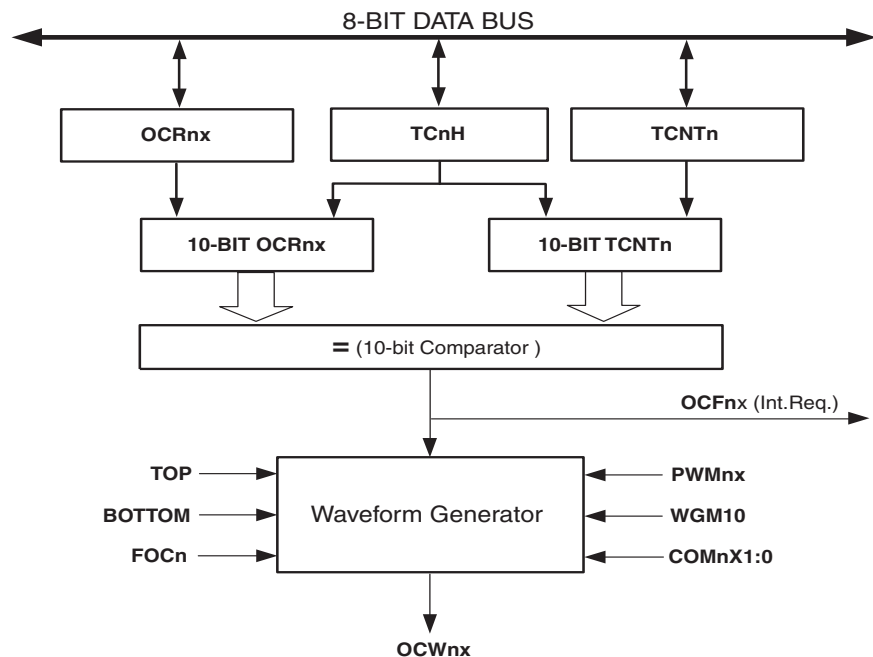 8-BIT DATA BUS
OCRnx
TCnH
TCNTn
10-BIT OCRnx
10-BIT TCNTn
= (10-bit Comparator )
OCFnx (Int.Req.)
TOP
BOTTOM
FOCn
Waveform Generator
PWMnx
WGM10
COMnX1:0
OCWnx